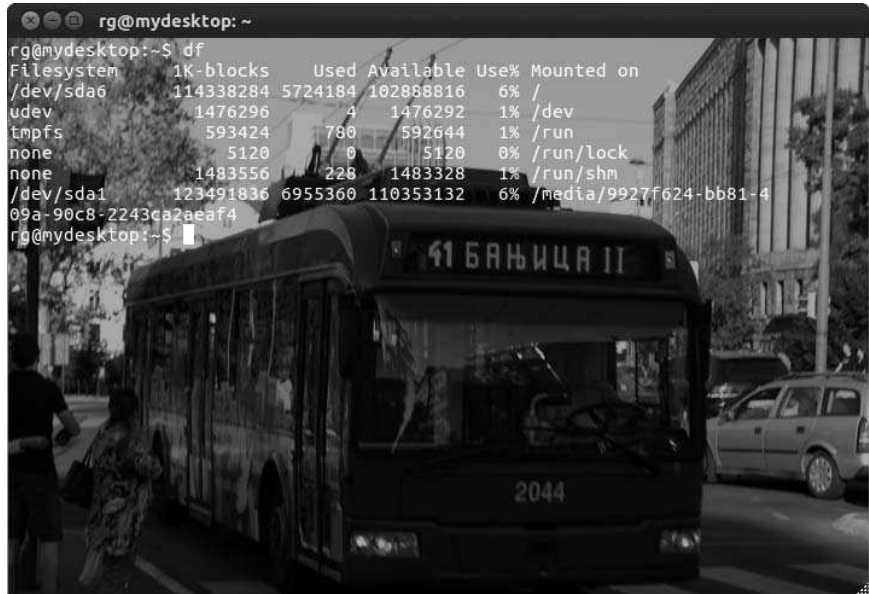 rg@mydesktop: ~
rg@mydesktop:~$ df
Filesystem 1K-blocks Used Available Use% Mounted on
/dev/sda6 114338284 5724184 102888816 6% /
udev 1476296 4 1476292 1% /dev
tmpfs 593424 780 592644 1% /run
none 5120 0 5120 0% /run/lock
none 1483556 228 1483328 1% /run/shm
/dev/sda1 123491836 6955360 110353132 6% /media/9927f624-bb81-4
09a-90c8-2243ca2aeaf4
rg@mydesktop:~$
41 БАЊИЦА II
2044